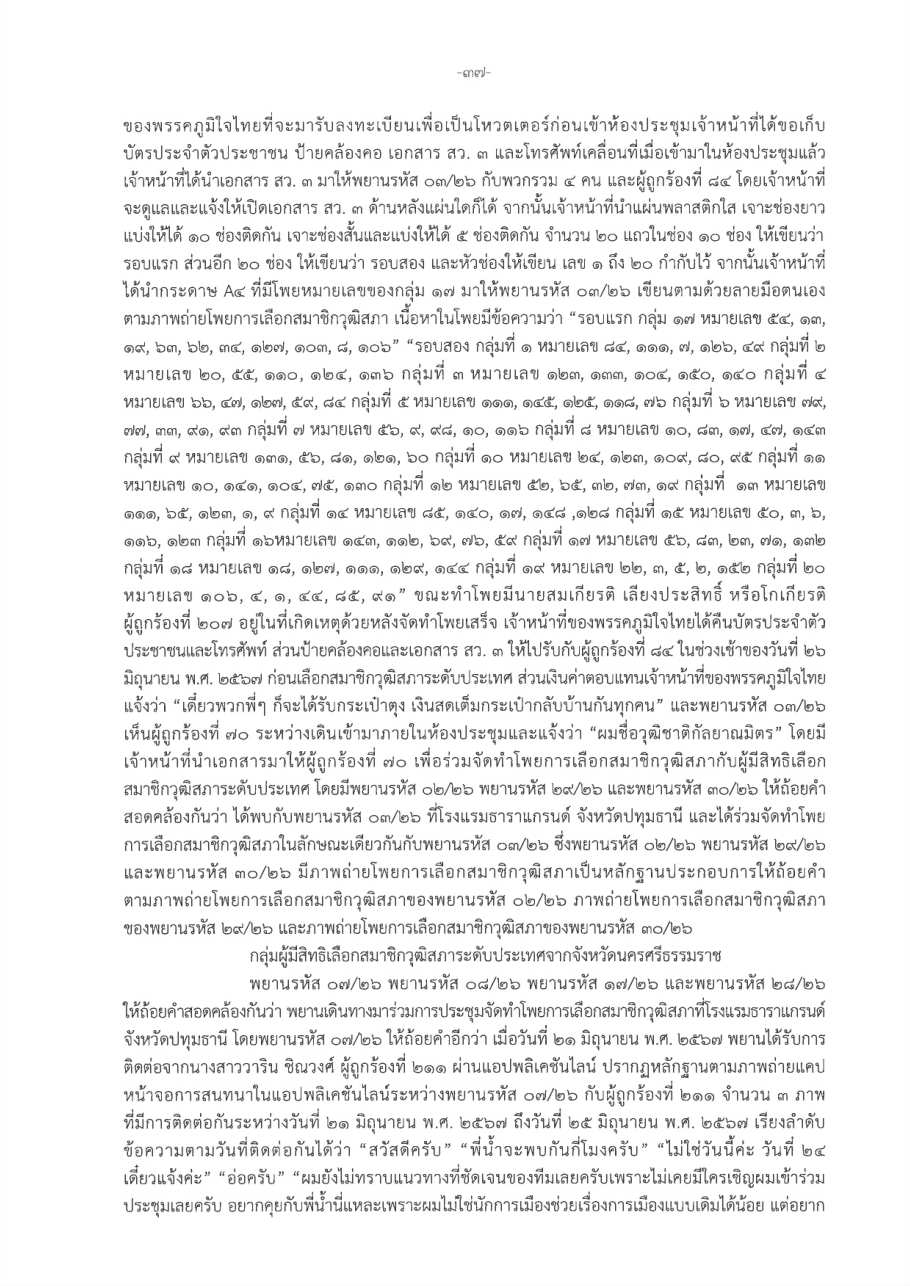 -๓๗-
ของพรรคภูมิใจไทยที่จะมารับลงทะเบียนเพื่อเป็นโหวตเตอร์ก่อนเข้าห้องประชุมเจ้าหน้าที่ได้ขอเก็บ
บัตรประจำตัวประชาชน ป้ายคล้องคอ เอกสาร สว. ๓ และโทรศัพท์เคลื่อนที่เมื่อเข้ามาในห้องประชุมแล้ว
เจ้าหน้าที่ได้นำเอกสาร สว. ๓ มาให้พยานรหัส ๐๓/๒๖ กับพวกรวม ๔ คน และผู้ถูกร้องที่ ๘๔ โดยเจ้าหน้าที่
จะดูแลและแจ้งให้เปิดเอกสาร สว. ๓ ด้านหลังแผ่นใดก็ได้ จากนั้นเจ้าหน้าที่นำแผ่นพลาสติกใส เจาะช่องยาว
แบ่งให้ได้ ๑๐ ช่องติดกัน เจาะช่องสั้นและแบ่งให้ได้ ๕ ช่องติดกัน จำนวน ๒๐ แถวในช่อง ๑๐ ช่อง ให้เขียนว่า
รอบแรก ส่วนอีก ๒๐ ช่อง ให้เขียนว่า รอบสอง และหัวช่องให้เขียน เลข ๑ ถึง ๒๐ กำกับไว้ จากนั้นเจ้าหน้าที่
ได้นำกระดาษ A๔ ที่มีโพยหมายเลขของกลุ่ม ๑๗ มาให้พยานรหัส ๐๓/๒๖ เขียนตามด้วยลายมือตนเอง
ตามภาพถ่ายโพยการเลือกสมาชิกวุฒิสภา เนื้อหาในโพยมีข้อความว่า “รอบแรก กลุ่ม ๑๗ หมายเลข ๕๔, ๑๓,
๑๙, ๖๓, ๖๒, ๓๔, ๑๒๗, ๑๐๓, ๘, ๑๐๖” “รอบสอง กลุ่มที่ ๑ หมายเลข ๘๔, ๑๑๑, ๗, ๑๒๖, ๔๙ กลุ่มที่ ๒
หมายเลข ๒๐, ๕๕, ๑๑๐, ๑๒๔, ๑๓๖ กลุ่มที่ ๓ หมายเลข ๑๒๓, ๑๓๓, ๑๐๔, ๑๕๐, ๑๔๐ กลุ่มที่ ๔
หมายเลข ๖๖, ๔๗, ๑๒๗, ๕๙, ๘๔ กลุ่มที่ ๕ หมายเลข ๑๑๑, ๑๔๕, ๑๒๕, ๑๑๘, ๗๖ กลุ่มที่ ๖ หมายเลข ๗๙,
๗๗, ๓๓, ๙๑, ๙๓ กลุ่มที่ ๗ หมายเลข ๕๖, ๙, ๙๘, ๑๐, ๑๑๖ กลุ่มที่ ๘ หมายเลข ๑๐, ๘๓, ๑๗, ๔๗, ๑๔๓
กลุ่มที่ ๙ หมายเลข ๑๓๑, ๕๖, ๘๑, ๑๒๑, ๖๐ กลุ่มที่ ๑๐ หมายเลข ๒๔, ๑๒๓, ๑๐๙, ๘๐, ๙๕ กลุ่มที่ ๑๑
หมายเลข ๑๐, ๑๔๑, ๑๐๔, ๗๕, ๑๓๐ กลุ่มที่ ๑๒ หมายเลข ๕๒, ๖๕, ๓๒, ๗๓, ๑๙ กลุ่มที่ ๑๓ หมายเลข
๑๑๑, ๖๕, ๑๒๓, ๑, ๙ กลุ่มที่ ๑๔ หมายเลข ๘๕, ๑๔๐, ๑๗, ๑๔๘ ,๑๒๘ กลุ่มที่ ๑๕ หมายเลข ๕๐, ๓, ๖,
๑๑๖, ๑๒๓ กลุ่มที่ ๑๖หมายเลข ๑๔๓, ๑๑๒, ๖๙, ๗๖, ๕๙ กลุ่มที่ ๑๗ หมายเลข ๕๖, ๘๓, ๒๓, ๗๑, ๑๓๒
กลุ่มที่ ๑๘ หมายเลข ๑๘, ๑๒๗, ๑๑๑, ๑๒๙, ๑๔๔ กลุ่มที่ ๑๙ หมายเลข ๒๒, ๓, ๕, ๒, ๑๕๒ กลุ่มที่ ๒๐
หมายเลข ๑๐๖, ๔, ๑, ๔๔, ๘๕, ๙๑” ขณะทำโพยมีนายสมเกียรติ เลียงประสิทธิ์ หรือโกเกียรติ
ผู้ถูกร้องที่ ๒๐๗ อยู่ในที่เกิดเหตุด้วยหลังจัดทำโพยเสร็จ เจ้าหน้าที่ของพรรคภูมิใจไทยได้คืนบัตรประจำตัว
ประชาชนและโทรศัพท์ ส่วนป้ายคล้องคอและเอกสาร สว. ๓ ให้ไปรับกับผู้ถูกร้องที่ ๘๔ ในช่วงเช้าของวันที่ ๒๖
มิถุนายน พ.ศ. ๒๕๖๗ ก่อนเลือกสมาชิกวุฒิสภาระดับประเทศ ส่วนเงินค่าตอบแทนเจ้าหน้าที่ของพรรคภูมิใจไทย
แจ้งว่า “เดี๋ยวพวกพี่ๆ ก็จะได้รับกระเป๋าตุง เงินสดเต็มกระเป๋ากลับบ้านกันทุกคน” และพยานรหัส ๐๓/๒๖
เห็นผู้ถูกร้องที่ ๗๐ ระหว่างเดินเข้ามาภายในห้องประชุมและแจ้งว่า “ผมชื่อวุฒิชาติกัลยาณมิตร” โดยมี
เจ้าหน้าที่นำเอกสารมาให้ผู้ถูกร้องที่ ๗๐ เพื่อร่วมจัดทำโพยการเลือกสมาชิกวุฒิสภากับผู้มีสิทธิเลือก
สมาชิกวุฒิสภาระดับประเทศ โดยมีพยานรหัส ๐๒/๒๖ พยานรหัส ๒๙/๒๖ และพยานรหัส ๓๐/๒๖ ให้ถ้อยคำ
สอดคล้องกันว่า ได้พบกับพยานรหัส ๐๓/๒๖ ที่โรงแรมธาราแกรนด์ จังหวัดปทุมธานี และได้ร่วมจัดทำโพย
การเลือกสมาชิกวุฒิสภาในลักษณะเดียวกันกับพยานรหัส ๐๓/๒๖ ซึ่งพยานรหัส ๐๒/๒๖ พยานรหัส ๒๙/๒๖
และพยานรหัส ๓๐/๒๖ มีภาพถ่ายโพยการเลือกสมาชิกวุฒิสภาเป็นหลักฐานประกอบการให้ถ้อยคำ
ตามภาพถ่ายโพยการเลือกสมาชิกวุฒิสภาของพยานรหัส ๐๒/๒๖ ภาพถ่ายโพยการเลือกสมาชิกวุฒิสภา
ของพยานรหัส ๒๙/๒๖ และภาพถ่ายโพยการเลือกสมาชิกวุฒิสภาของพยานรหัส ๓๐/๒๖
กลุ่มผู้มีสิทธิเลือกสมาชิกวุฒิสภาระดับประเทศจากจังหวัดนครศรีธรรมราช
พยานรหัส ๐๗/๒๖ พยานรหัส ๐๘/๒๖ พยานรหัส ๑๗/๒๖ และพยานรหัส ๒๘/๒๖
ให้ถ้อยคำสอดคล้องกันว่า พยานเดินทางมาร่วมการประชุมจัดทำโพยการเลือกสมาชิกวุฒิสภาที่โรงแรมธาราแกรนด์
จังหวัดปทุมธานี โดยพยานรหัส ๐๗/๒๖ ให้ถ้อยคำอีกว่า เมื่อวันที่ ๒๑ มิถุนายน พ.ศ. ๒๕๖๗ พยานได้รับการ
ติดต่อจากนางสาววาริน ชิณวงศ์ ผู้ถูกร้องที่ ๒๑๑ ผ่านแอปพลิเคชันไลน์ ปรากฏหลักฐานตามภาพถ่ายแคป
หน้าจอการสนทนาในแอปพลิเคชันไลน์ระหว่างพยานรหัส ๐๗/๒๖ กับผู้ถูกร้องที่ ๒๑๑ จำนวน ๓ ภาพ
ที่มีการติดต่อกันระหว่างวันที่ ๒๑ มิถุนายน พ.ศ. ๒๕๖๗ ถึงวันที่ ๒๕ มิถุนายน พ.ศ. ๒๕๖๗ เรียงลำดับ
ข้อความตามวันที่ติดต่อกันได้ว่า “สวัสดีครับ” “พี่น้ำจะพบกันกี่โมงครับ” “ไม่ใช่วันนี้ค่ะ วันที่ ๒๔
เดี๋ยวแจ้งค่ะ” “อ่อครับ” “ผมยังไม่ทราบแนวทางที่ชัดเจนของทีมเลยครับเพราะไม่เคยมีใครเชิญผมเข้าร่วม
ประชุมเลยครับ อยากคุยกับพี่น้ำนี่แหละเพราะผมไม่ใช่นักการเมืองช่วยเรื่องการเมืองแบบเดิมได้น้อย แต่อยาก